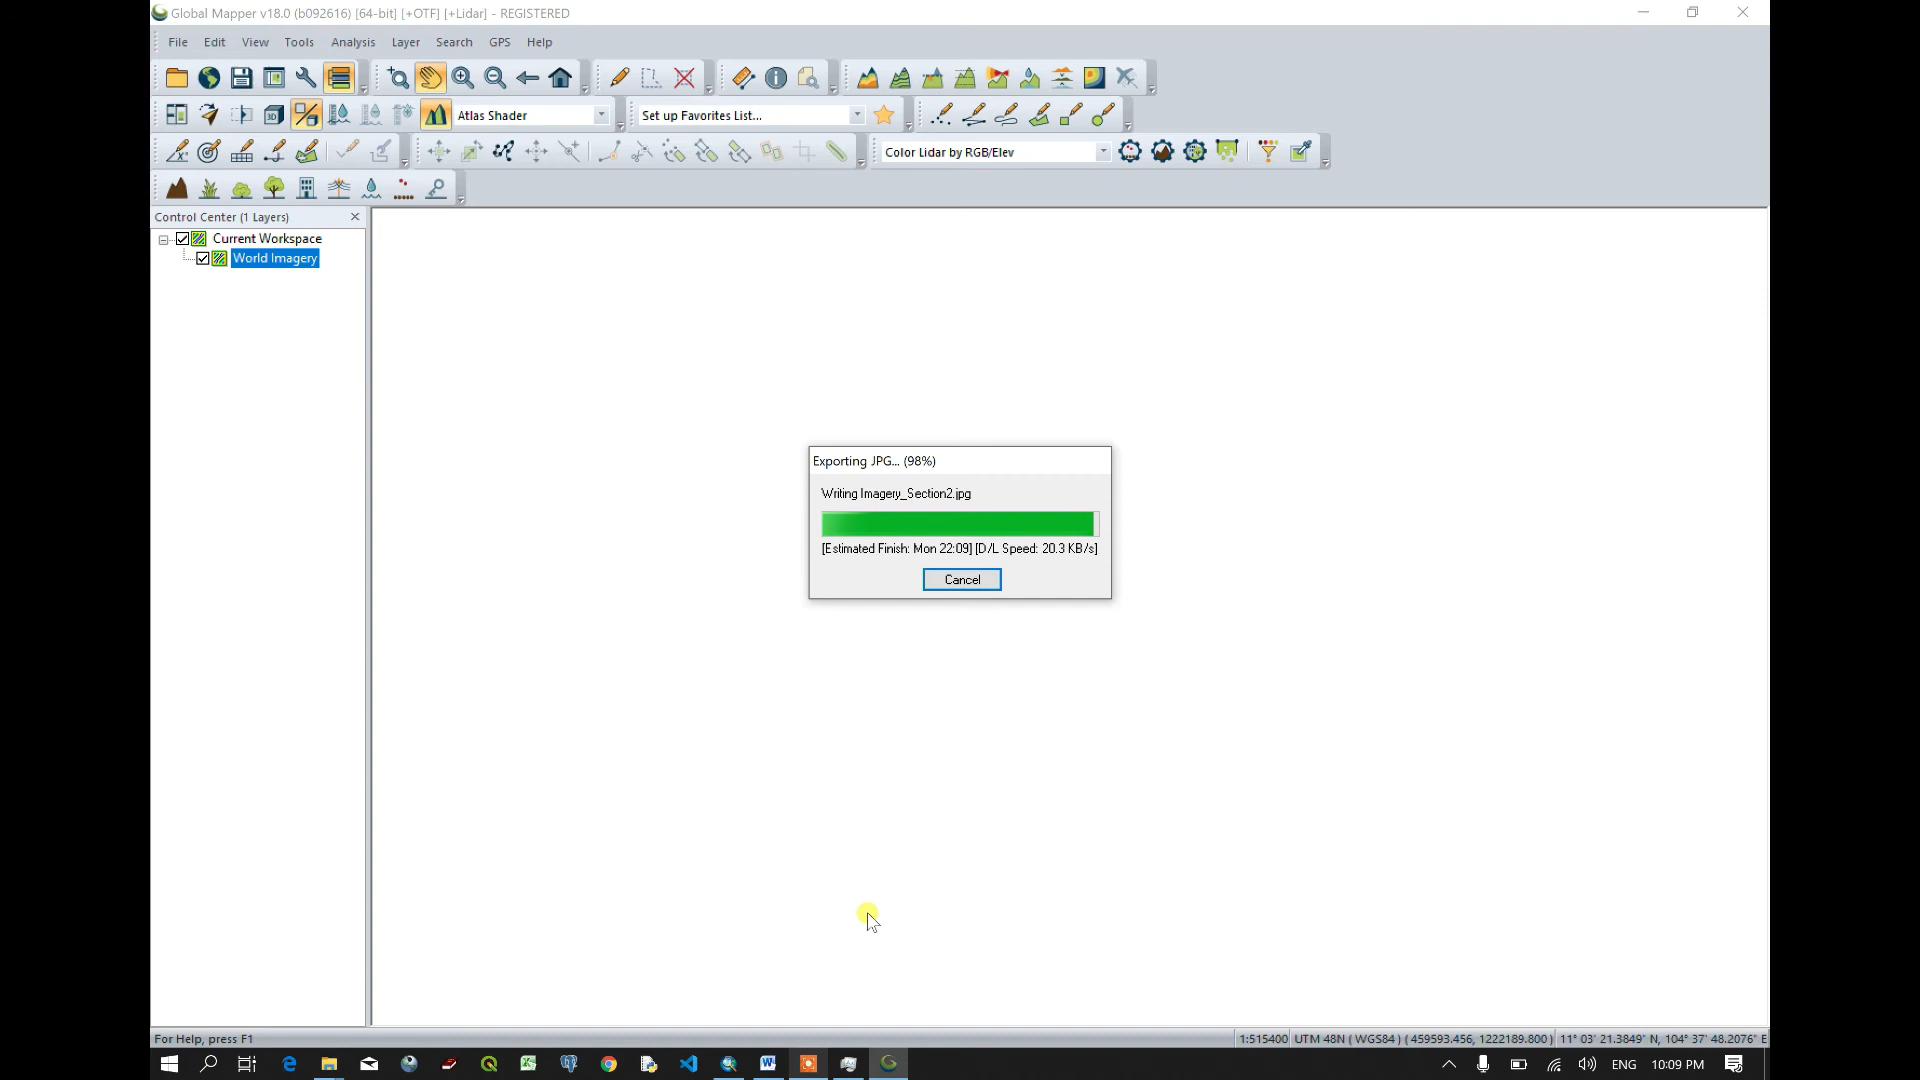 Global Mapper v18.0 (b092616) [64-bit] [+OTF] [+Lidar] - REGISTERED
File Edit View Tools Analysis Layer Search GPS Help
Atlas Shader
Set up Favorites List...
Color Lidar by RGB/Elev
Control Center (1 Layers)
Current Workspace
World Imagery
Exporting JPG... (98%)
Writing Imagery_Section2.jpg
[Estimated Finish: Mon 22:09] [D/L Speed: 20.3 KB/s]
Cancel
For Help, press F1
1:515400 UTM 48N ( WGS84 ) ( 459593.456, 1222189.800 ) 11° 03' 21.3849" N, 104° 37' 48.2076" E
ENG 10:09 PM